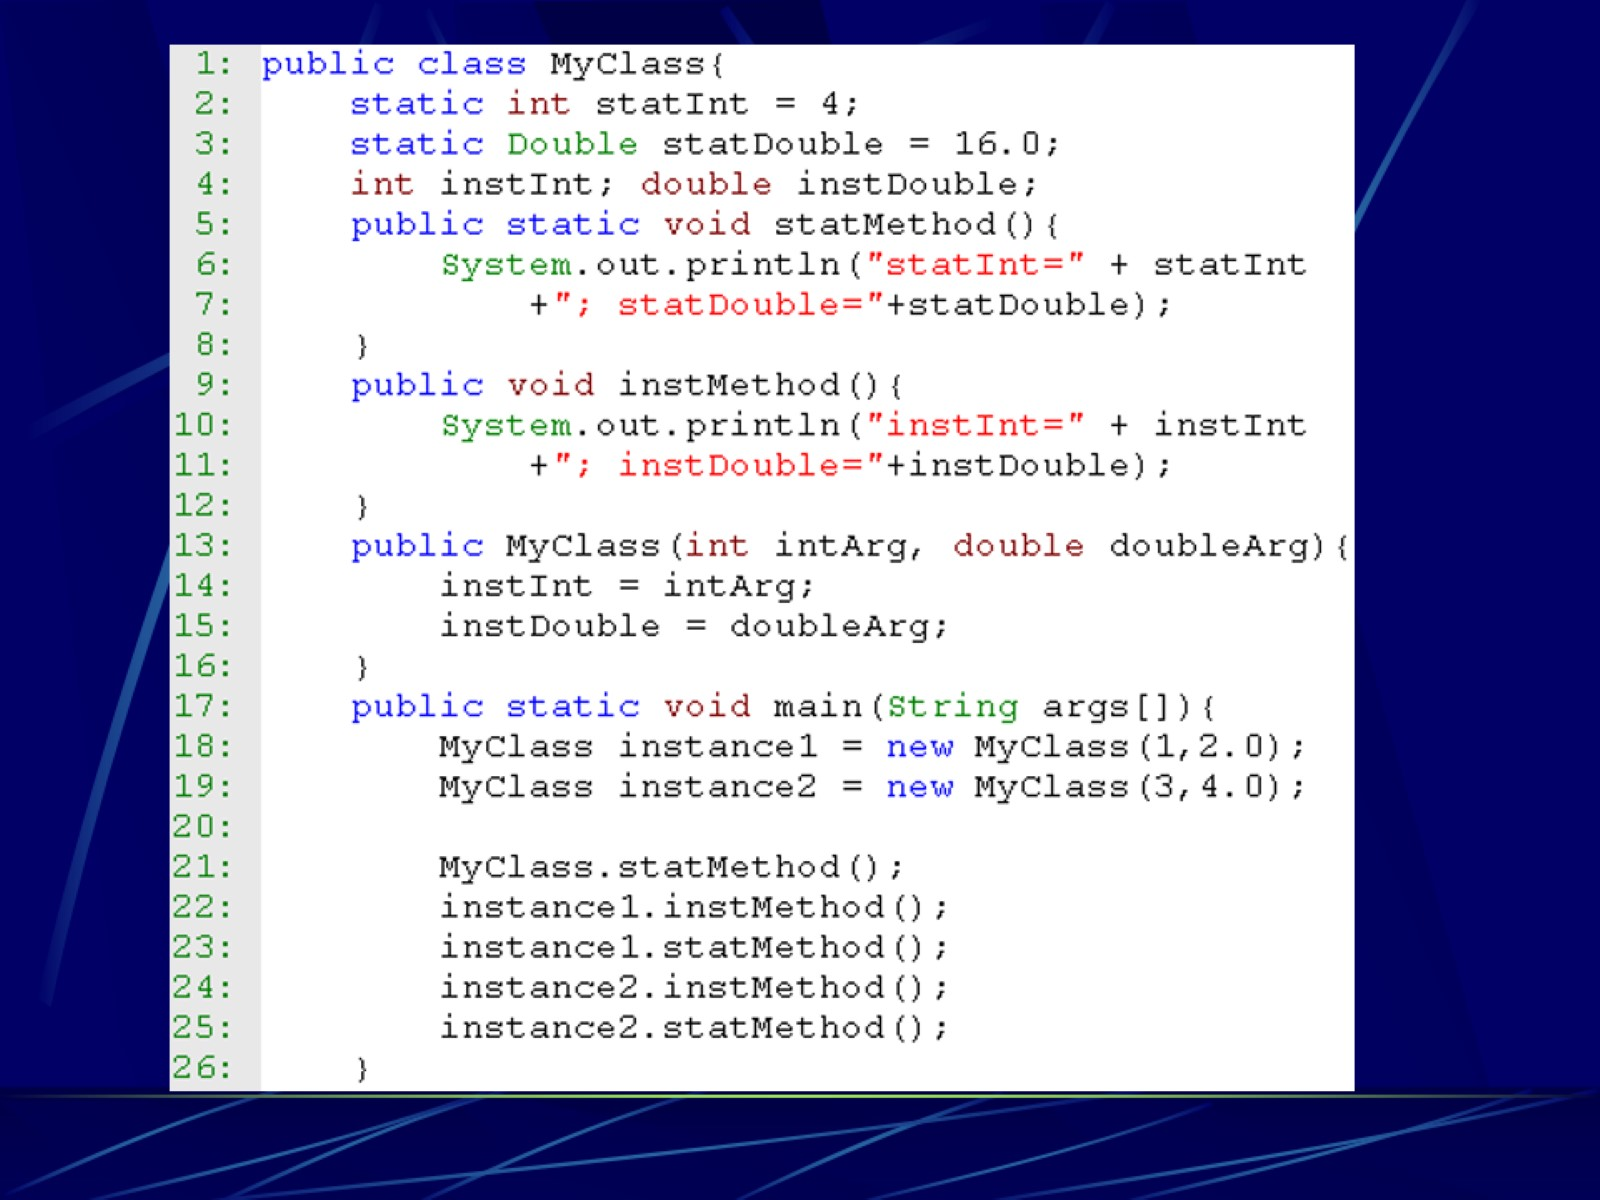 1: public class MyClass{
2:     static int statInt = 4;
3:     static Double statDouble = 16.0;
4:     int instInt; double instDouble;
5:     public static void statMethod(){
6:         System.out.println("statInt=" + statInt
7:             +"; statDouble="+statDouble);
8:     }
9:     public void instMethod(){
10:         System.out.println("instInt=" + instInt
11:             +"; instDouble="+instDouble);
12:     }
13:     public MyClass(int intArg, double doubleArg){
14:         instInt = intArg;
15:         instDouble = doubleArg;
16:     }
17:     public static void main(String args[]){
18:         MyClass instance1 = new MyClass(1,2.0);
19:         MyClass instance2 = new MyClass(3,4.0);
20:
21:         MyClass.statMethod();
22:         instance1.instMethod();
23:         instance1.statMethod();
24:         instance2.instMethod();
25:         instance2.statMethod();
26:     }